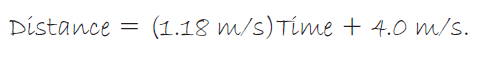 Distance = (1.18 m/s)Time + 4.0 m/s.